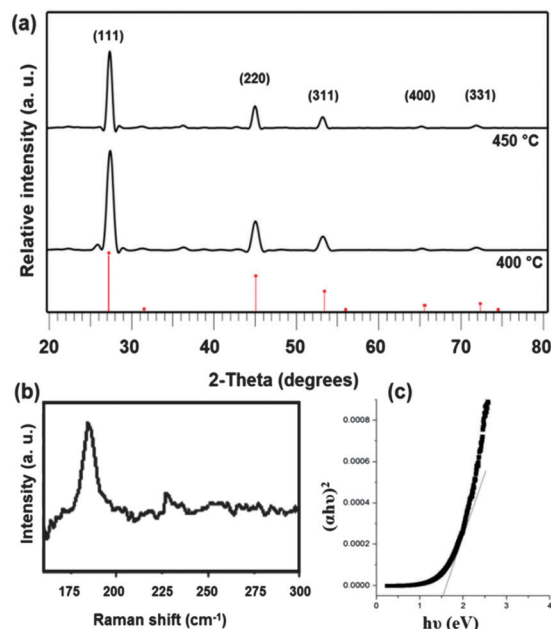 (a)
(111)
(220)
(311)
(400)
(331)
450 °C
400 °C
Relative intensity (a. u.)
20 30 40 50 60 70 80
2-Theta (degrees)
(b)
Intensity (a. u.)
175 200 225 250 275 300
Raman shift (cm-1)
(c)
0.0008
0.0006
0.0004
0.0002
0.0000
(αhυ)2
0 1 2 3 4
hυ (eV)